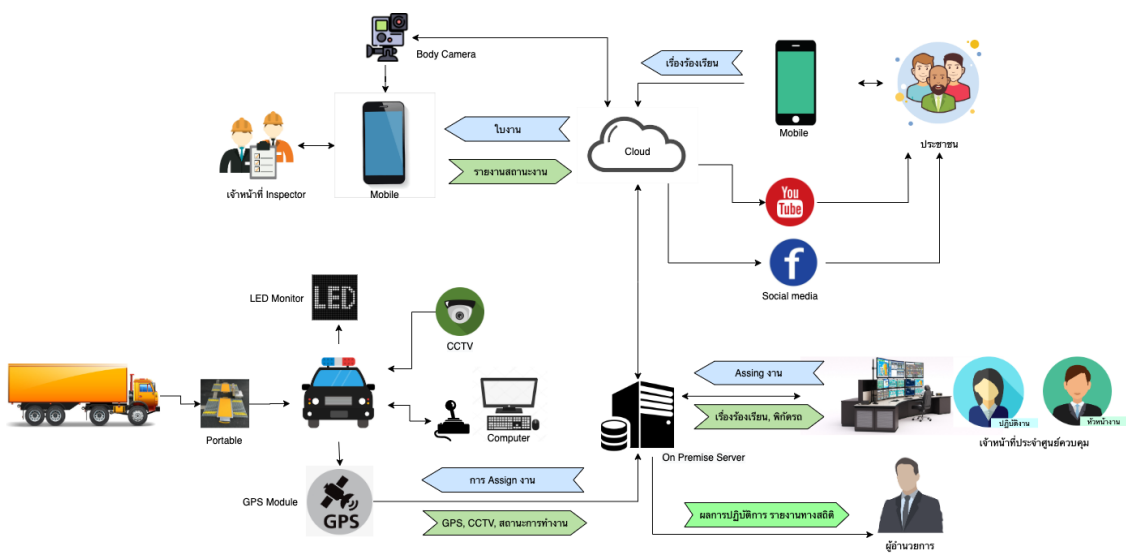 Body Camera
เรื่องร้องเรียน
Mobile
ประชาชน
ใบงาน
Cloud
รายงานสถานะงาน
เจ้าหน้าที่ Inspector
Mobile
You
Tube
f
Social media
LED Monitor
LED
CCTV
Assing งาน
เรื่องร้องเรียน, พิกัดรถ
ปฏิบัติงาน
หัวหน้างาน
เจ้าหน้าที่ประจำศูนย์ควบคุม
Portable
Computer
On Premise Server
การ Assign งาน
GPS Module
GPS
GPS, CCTV, สถานะการทำงาน
ผลการปฏิบัติการ รายงานทางสถิติ
ผู้อำนวยการ